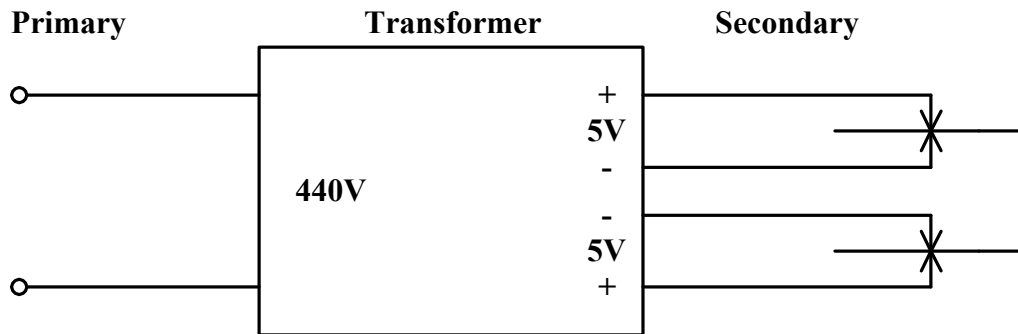 Primary Transformer Secondary
+
5V
-
440V
-
5V
+